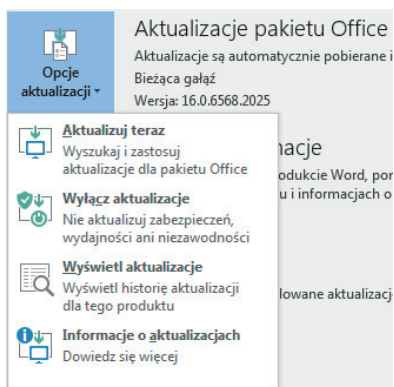 Aktualizacje pakietu Office
Aktualizacje są automatycznie pobierane i
Bieżąca gałąź
Wersja: 16.0.6568.2025
Opcje
aktualizacji
Aktualizuj teraz
Wyszukaj i zastosuj
aktualizacje dla pakietu Office
Wyłącz aktualizacje
Nie aktualizuj zabezpieczeń,
wydajności ani niezawodności
Wyświetl aktualizacje
Wyświetl historię aktualizacji
dla tego produktu
Informacje o aktualizacjach
Dowiedz się więcej
macje
odukcie Word, por
u i informacjach o
lowane aktualizacj